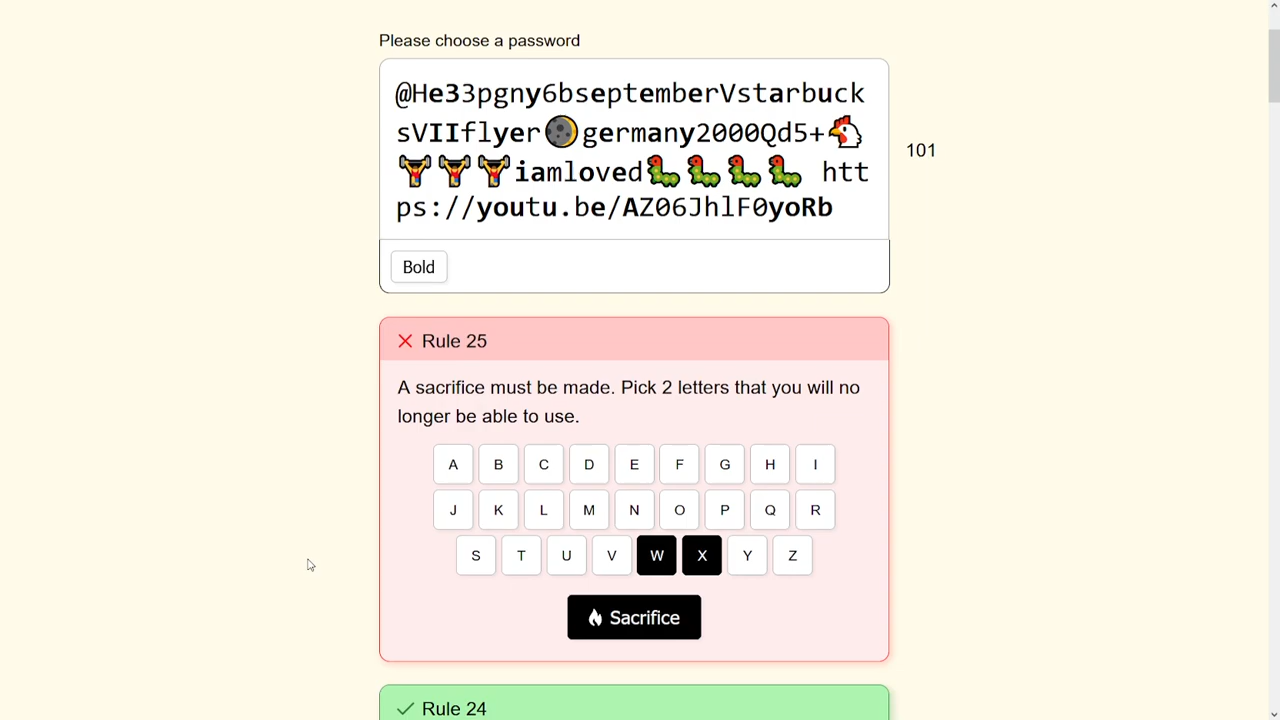 Please choose a password
@He33pgny6bseptemberVstarbuck
sVIIflyer🌘germany2000Qd5+🐔
🏋️🏋️🏋️iamloved🐛🐛🐛🐛 htt
ps://youtu.be/AZ06JhlF0yoRb
101
Bold
Rule 25
A sacrifice must be made. Pick 2 letters that you will no
longer be able to use.
A B C D E F G H I
J K L M N O P Q R
S T U V W X Y Z
Sacrifice
Rule 24